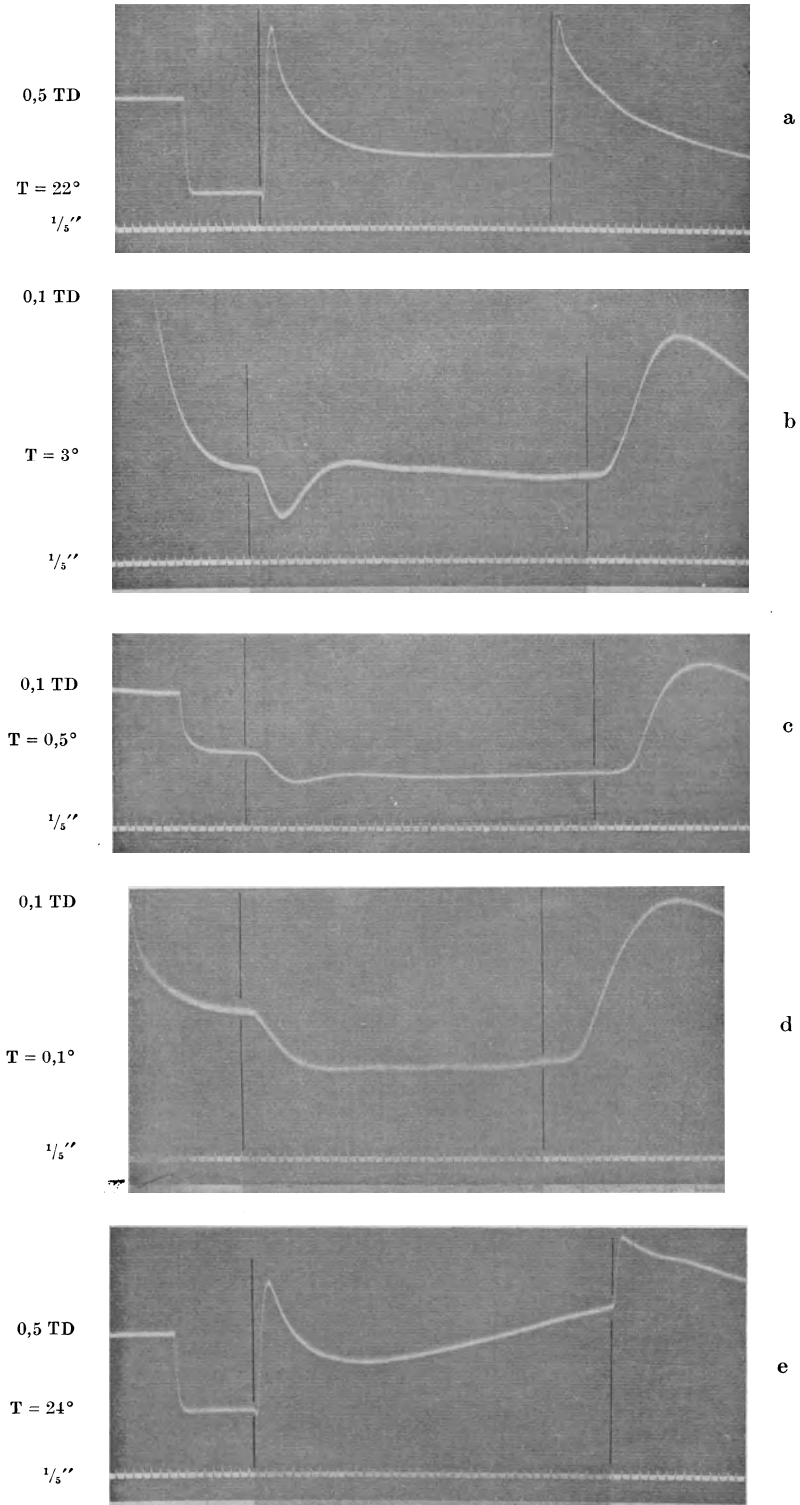 0,5 TD
a
T = 22°
1/5″
0,1 TD
b
T = 3°
1/5″
0,1 TD
c
T = 0,5°
1/5″
0,1 TD
d
T = 0,1°
1/5″
0,5 TD
e
T = 24°
1/5″